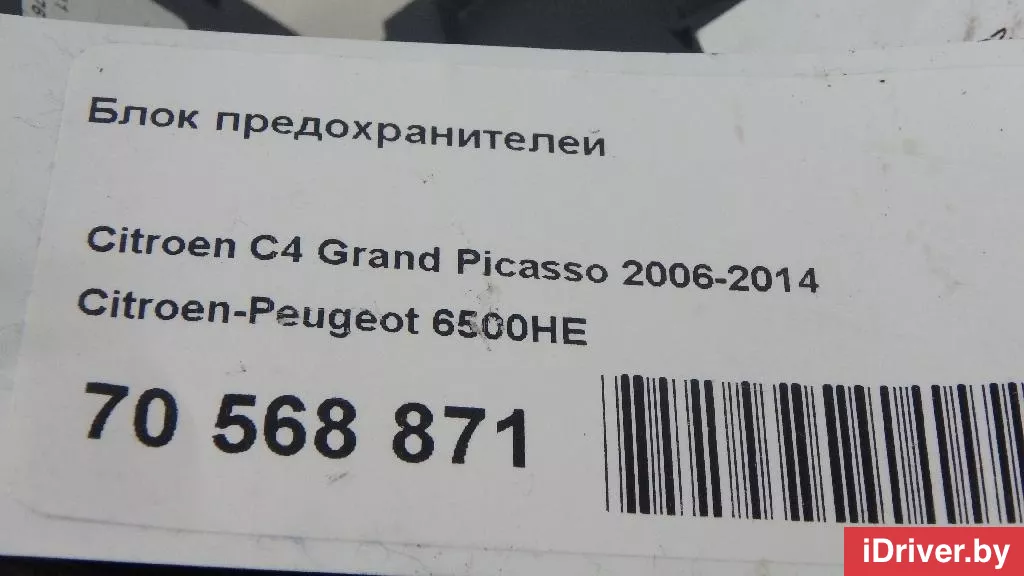 Блок предохранителей
Citroen C4 Grand Picasso 2006-2014
Citroen-Peugeot 6500HE
70 568 871
iDriver.by